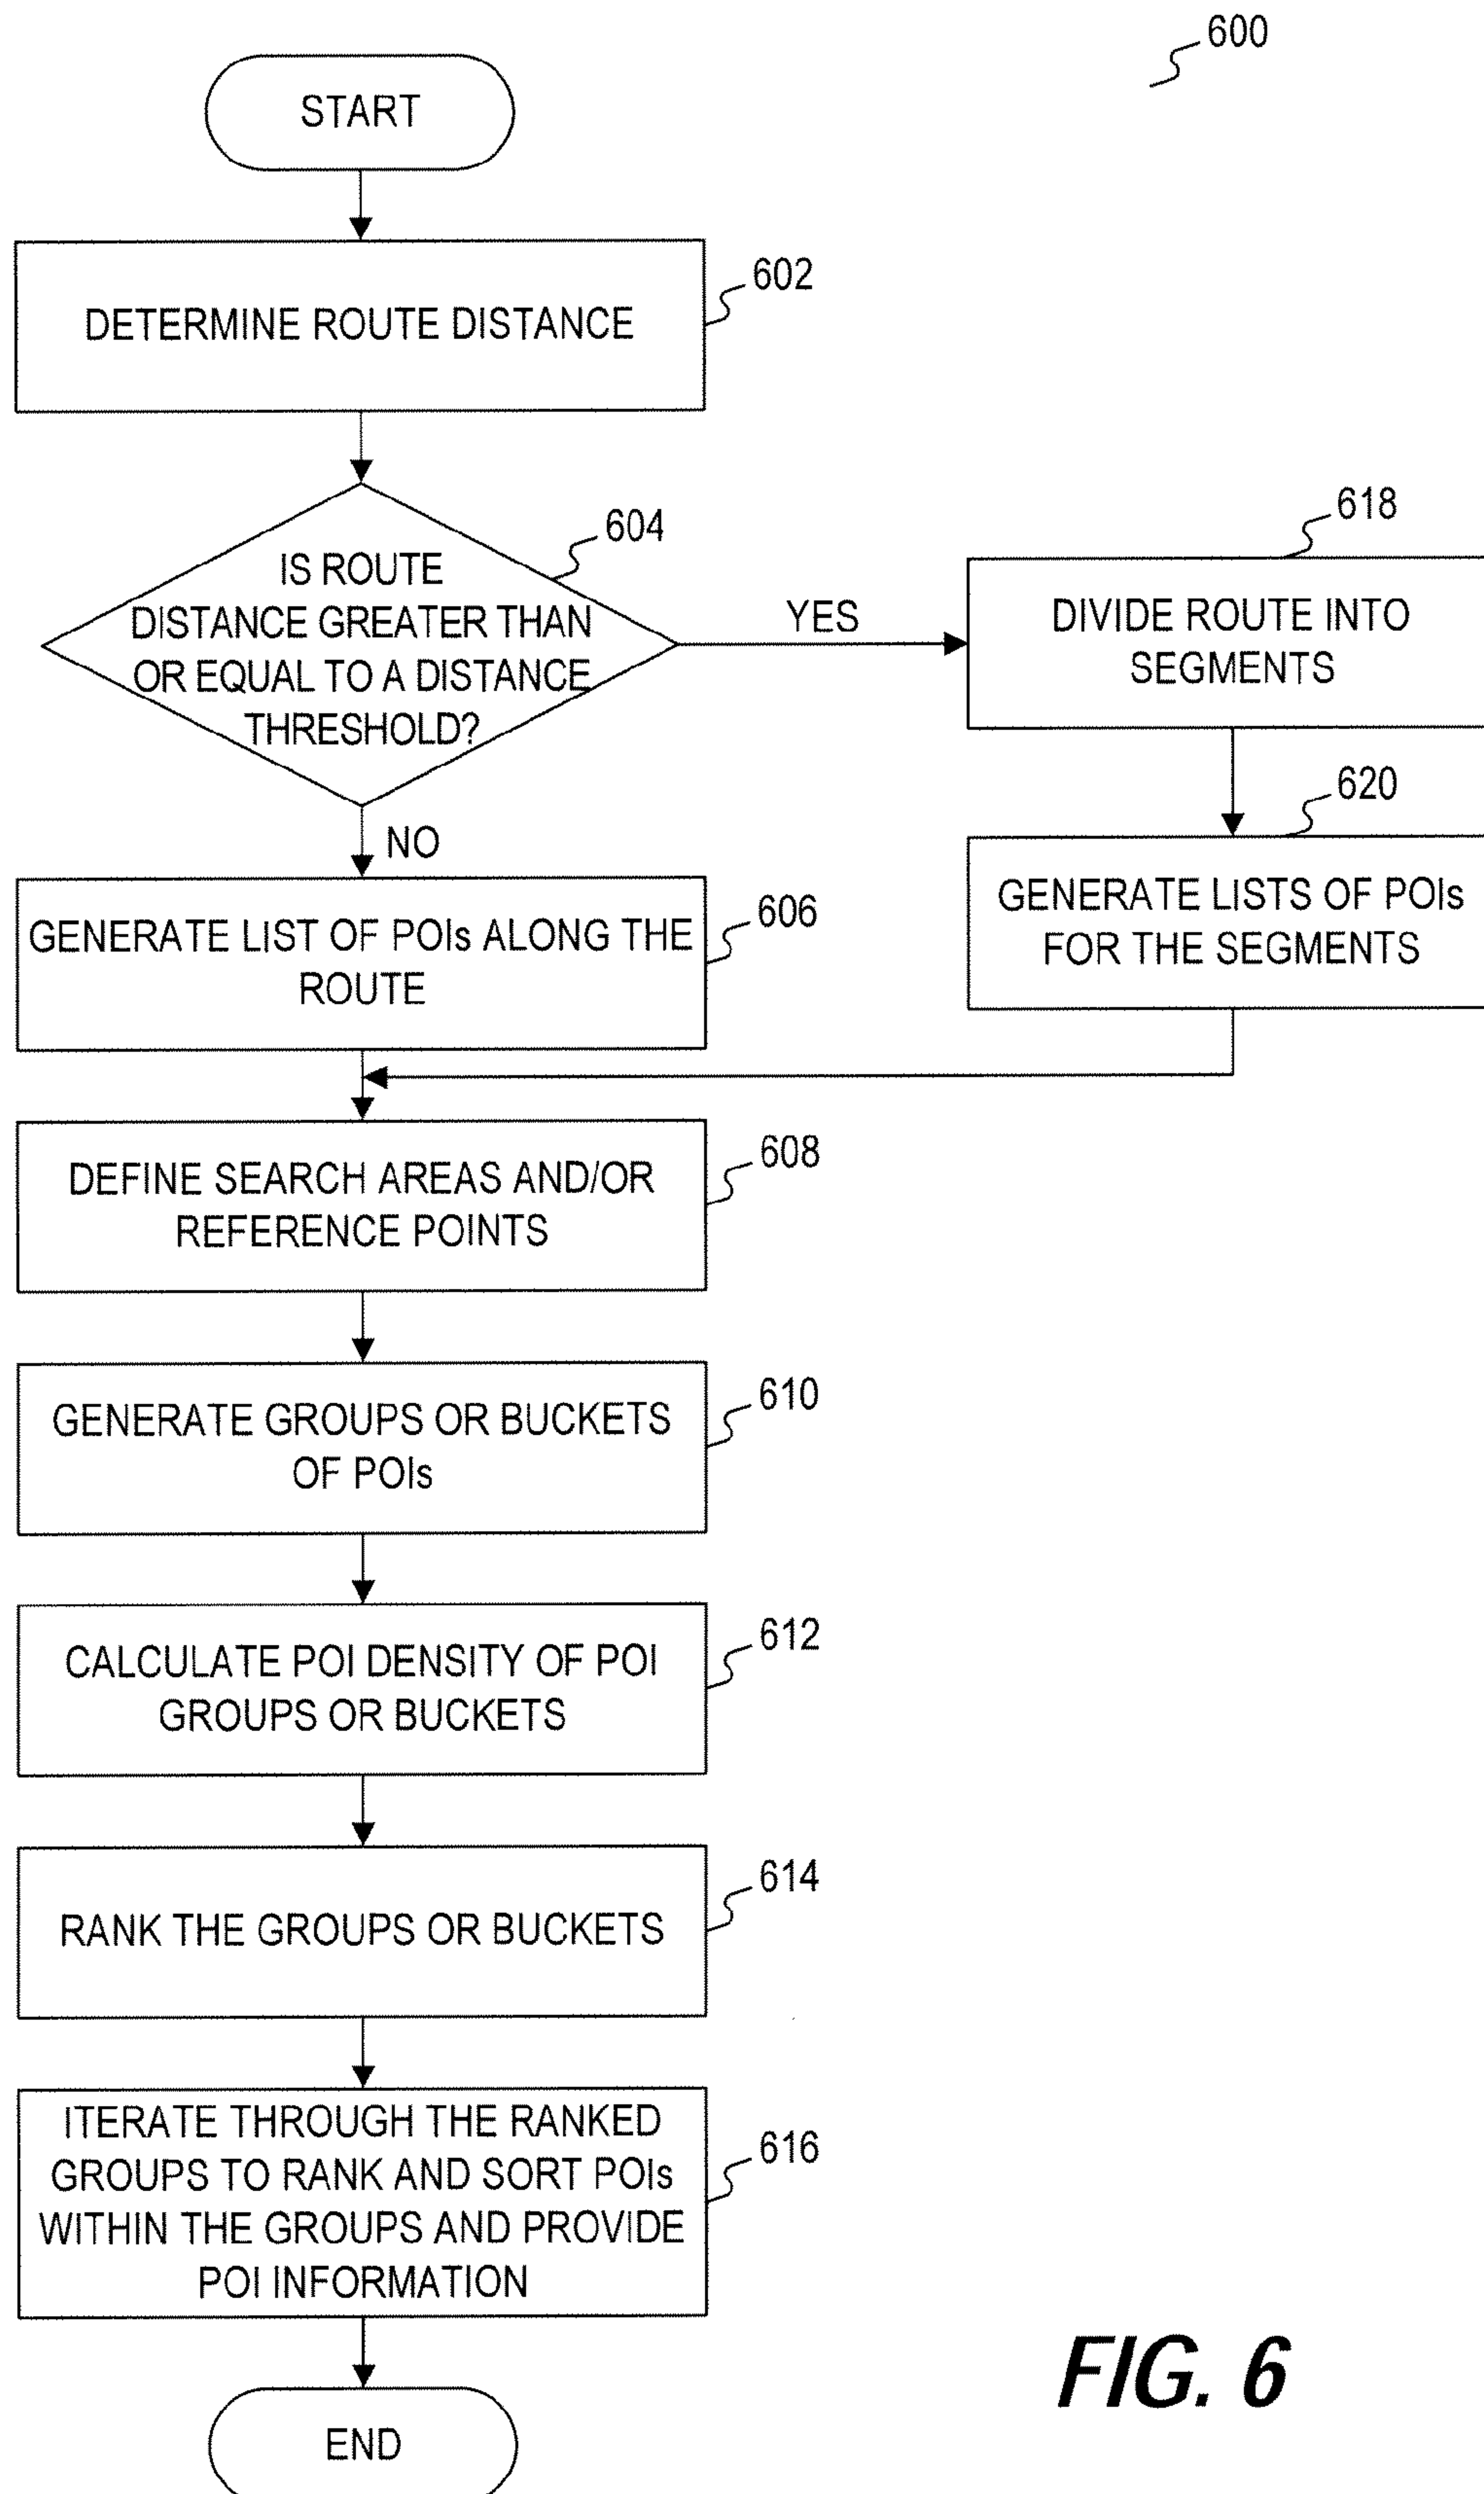 600
START
602
DETERMINE ROUTE DISTANCE
604
IS ROUTE
DISTANCE GREATER THAN
OR EQUAL TO A DISTANCE
THRESHOLD?
YES
618
DIVIDE ROUTE INTO
SEGMENTS
620
GENERATE LISTS OF POIs
FOR THE SEGMENTS
NO
606
GENERATE LIST OF POIs ALONG THE
ROUTE
608
DEFINE SEARCH AREAS AND/OR
REFERENCE POINTS
610
GENERATE GROUPS OR BUCKETS
OF POIs
612
CALCULATE POI DENSITY OF POI
GROUPS OR BUCKETS
614
RANK THE GROUPS OR BUCKETS
616
ITERATE THROUGH THE RANKED
GROUPS TO RANK AND SORT POIs
WITHIN THE GROUPS AND PROVIDE
POI INFORMATION
END
FIG. 6